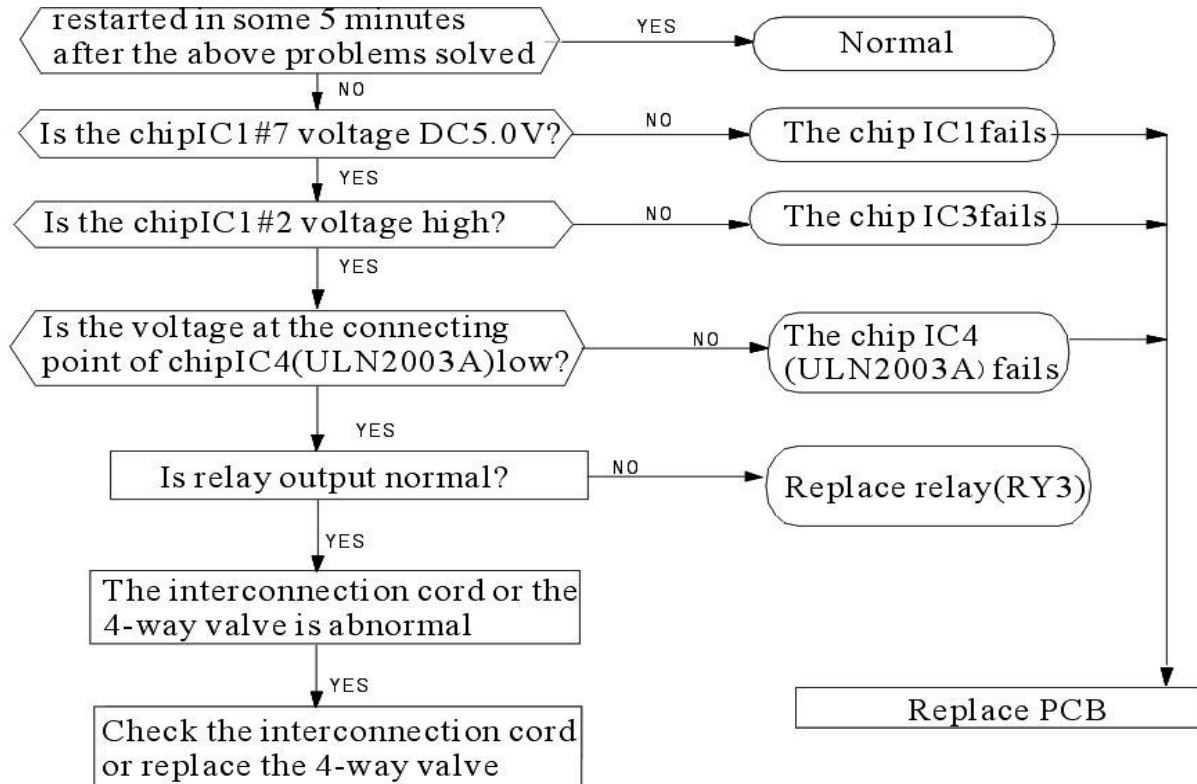 restarted in some 5 minutes
after the above problems solved
YES
Normal
NO
Is the chipIC1#7 voltage DC5.0V?
NO
The chip IC1fails
YES
Is the chipIC1#2 voltage high?
NO
The chip IC3fails
YES
Is the voltage at the connecting
point of chipIC4(ULN2003A)low?
NO
The chip IC4
(ULN2003A) fails
YES
Is relay output normal?
NO
Replace relay(RY3)
YES
The interconnection cord or the
4-way valve is abnormal
YES
Check the interconnection cord
or replace the 4-way valve
Replace PCB